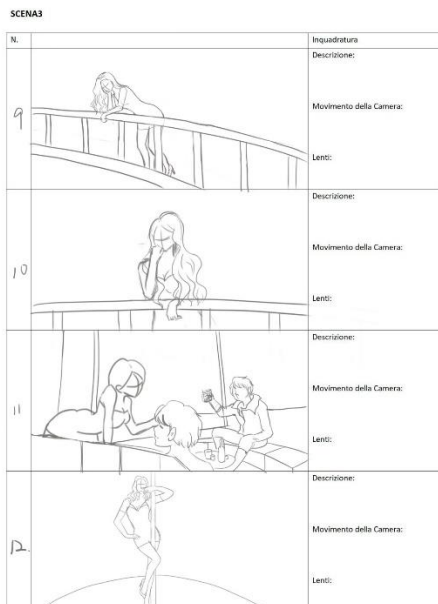 SCENA3
N.
Inquadratura
9
Descrizione:
Movimento della Camera:
Lenti:
10
Descrizione:
Movimento della Camera:
Lenti:
11
Descrizione:
Movimento della Camera:
Lenti:
12.
Descrizione:
Movimento della Camera:
Lenti: